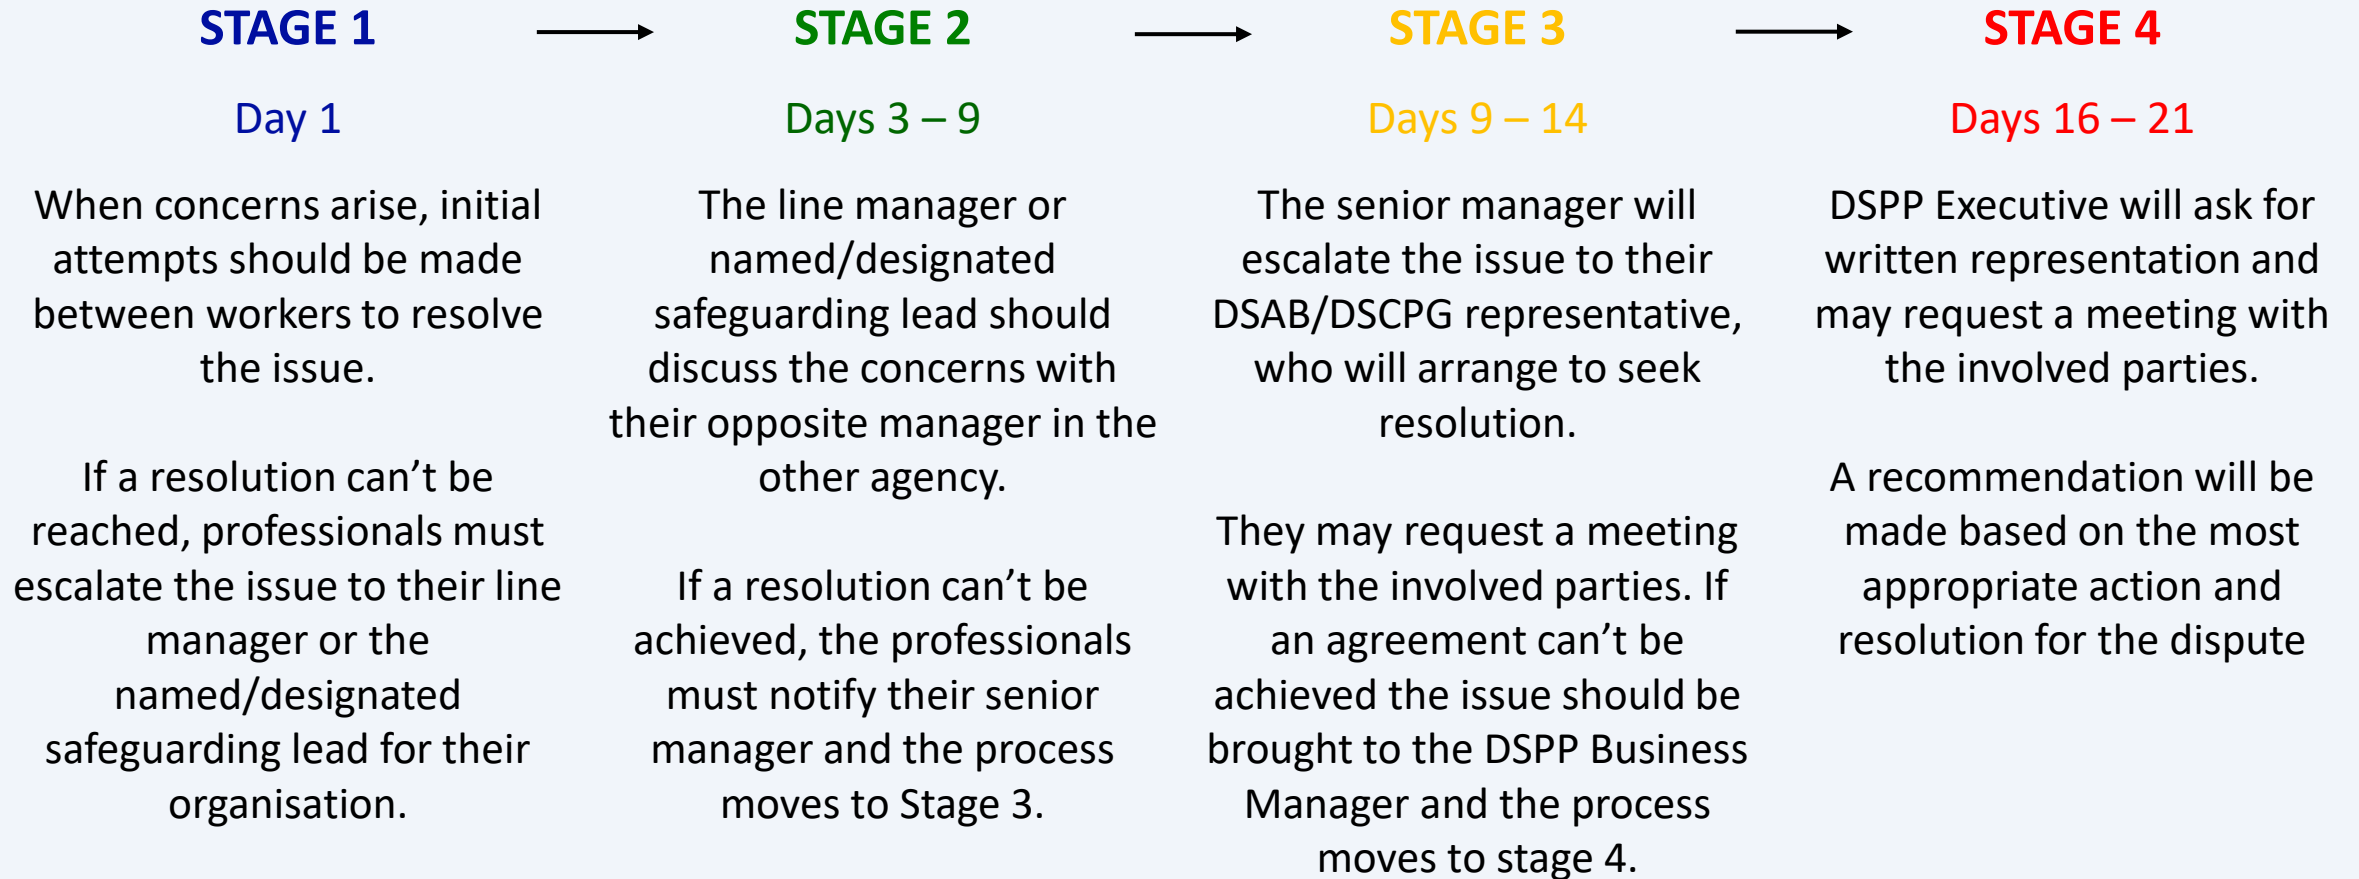 STAGE 1
Day 1
When concerns arise, initial
attempts should be made
between workers to resolve
the issue.
If a resolution can’t be
reached, professionals must
escalate the issue to their line
manager or the
named/designated
safeguarding lead for their
organisation.
STAGE 2
Days 3 – 9
The line manager or
named/designated
safeguarding lead should
discuss the concerns with
their opposite manager in the
other agency.
If a resolution can’t be
achieved, the professionals
must notify their senior
manager and the process
moves to Stage 3.
STAGE 3
Days 9 – 14
The senior manager will
escalate the issue to their
DSAB/DSCPG representative,
who will arrange to seek
resolution.
They may request a meeting
with the involved parties. If
an agreement can’t be
achieved the issue should be
brought to the DSPP Business
Manager and the process
moves to stage 4.
STAGE 4
Days 16 – 21
DSPP Executive will ask for
written representation and
may request a meeting with
the involved parties.
A recommendation will be
made based on the most
appropriate action and
resolution for the dispute